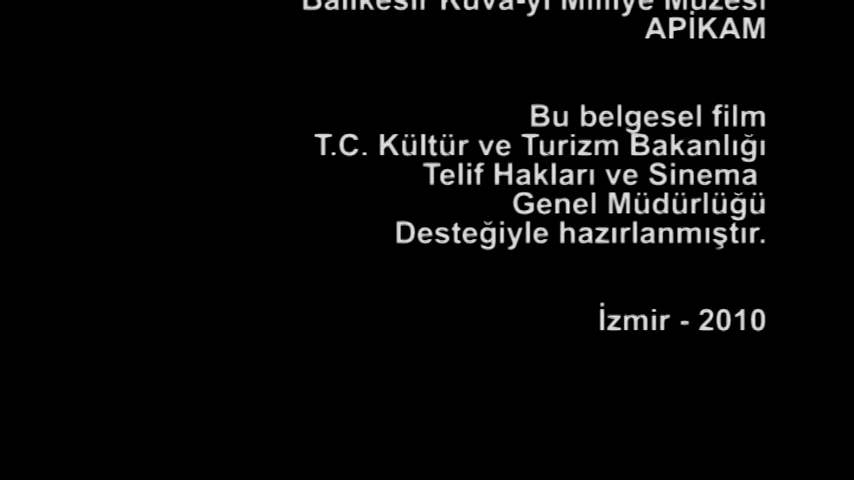 Balıkesir Kuva-yi Milliye Müzesi
APİKAM
Bu belgesel film
T.C. Kültür ve Turizm Bakanlığı
Telif Hakları ve Sinema
Genel Müdürlüğü
Desteğiyle hazırlanmıştır.
İzmir - 2010